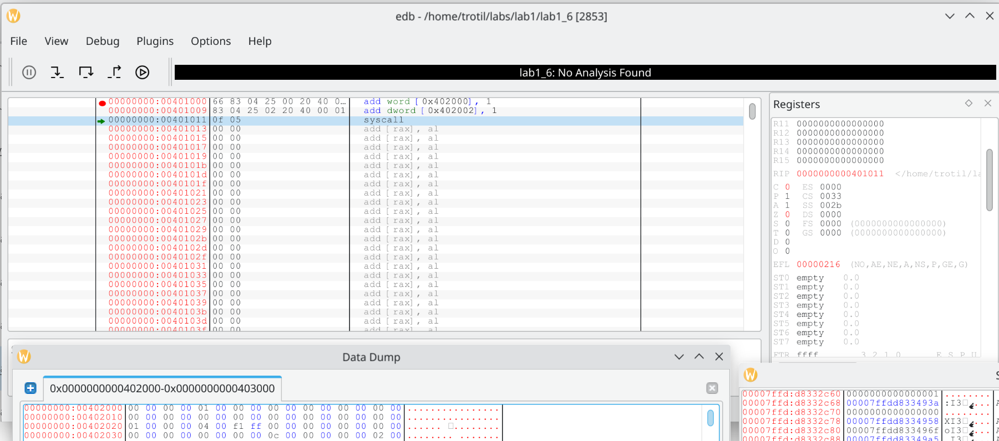 edb - /home/trotil/labs/lab1/lab1_6 [2853]
File View Debug Plugins Options Help
lab1_6: No Analysis Found
00000000:00401000 66 83 04 25 00 20 40 0... add word [0x402000], 1
00000000:00401009 83 04 25 02 20 40 00 01 add dword [0x402002], 1
00000000:00401011 0f 05 syscall
00000000:00401013 00 00 add [rax], al
00000000:00401015 00 00 add [rax], al
00000000:00401017 00 00 add [rax], al
00000000:00401019 00 00 add [rax], al
00000000:0040101b 00 00 add [rax], al
00000000:0040101d 00 00 add [rax], al
00000000:0040101f 00 00 add [rax], al
00000000:00401021 00 00 add [rax], al
00000000:00401023 00 00 add [rax], al
00000000:00401025 00 00 add [rax], al
00000000:00401027 00 00 add [rax], al
00000000:00401029 00 00 add [rax], al
00000000:0040102b 00 00 add [rax], al
00000000:0040102d 00 00 add [rax], al
00000000:0040102f 00 00 add [rax], al
00000000:00401031 00 00 add [rax], al
00000000:00401033 00 00 add [rax], al
00000000:00401035 00 00 add [rax], al
00000000:00401037 00 00 add [rax], al
00000000:00401039 00 00 add [rax], al
00000000:0040103b 00 00 add [rax], al
00000000:0040103d 00 00 add [rax], al
00000000:0040103f 00 00 add [rax], al
Registers
R11 0000000000000000
R12 0000000000000000
R13 0000000000000000
R14 0000000000000000
R15 0000000000000000
RIP 0000000000401011 </home/trotil/la
C 0 ES 0000
P 1 CS 0033
A 1 SS 002b
Z 0 DS 0000
S 0 FS 0000 (0000000000000000)
T 0 GS 0000 (0000000000000000)
D 0
O 0
EFL 00000216 (NO,AE,NE,A,NS,P,GE,G)
ST0 empty 0.0
ST1 empty 0.0
ST2 empty 0.0
ST3 empty 0.0
ST4 empty 0.0
ST5 empty 0.0
ST6 empty 0.0
ST7 empty 0.0
FTR ffff 3 2 1 0 E S P U
Data Dump
0x0000000000402000-0x0000000000403000
00000000:00402000 00 00 00 00 01 00 00 00 00 00 00 00 00 00 00 00 ................
00000000:00402010 00 00 00 00 00 00 00 00 00 00 00 00 00 00 00 00 ................
00000000:00402020 01 00 00 00 04 00 f1 ff 00 00 00 00 00 00 00 00 ...... .........
00000000:00402030 00 00 00 00 00 00 00 00 0c 00 00 00 00 00 02 00 ........ .......
00007ffd:d8332c60 0000000000000001 ........
00007ffd:d8332c68 00007ffdd833493a :I3
00007ffd:d8332c70 0000000000000000 ........
00007ffd:d8332c78 00007ffdd8334958 XI3
00007ffd:d8332c80 00007ffdd833496f oI3
00007ffd:d8332c88 00007ffdd83349a5 I3